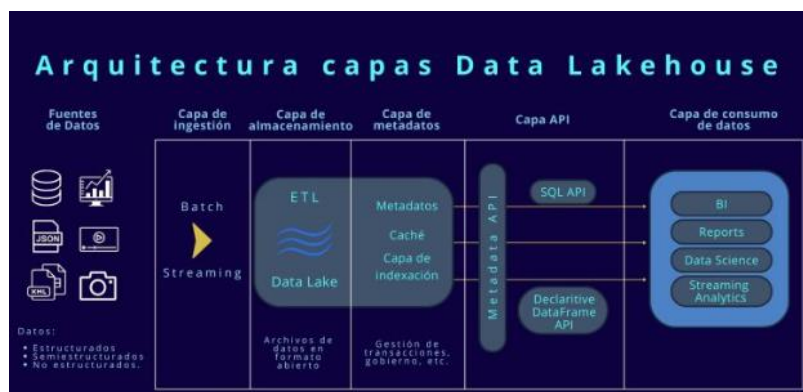 Arquitectura capas Data Lakehouse
Fuentes
de Datos
Capa de
ingestión
Capa de
almacenamiento
Capa de
metadatos
Capa API
Capa de consumo
de datos
JSON
XML
Datos:
Estructurados
Semiestructurados
No estructurados.
Batch
Streaming
ETL
Data Lake
Archivos de
datos en
formato
abierto
Metadatos
Caché
Capa de
indexación
Gestión de
transacciones,
gobierno, etc.
Metadata API
SQL API
Declaritive
DataFrame
API
BI
Reports
Data Science
Streaming
Analytics